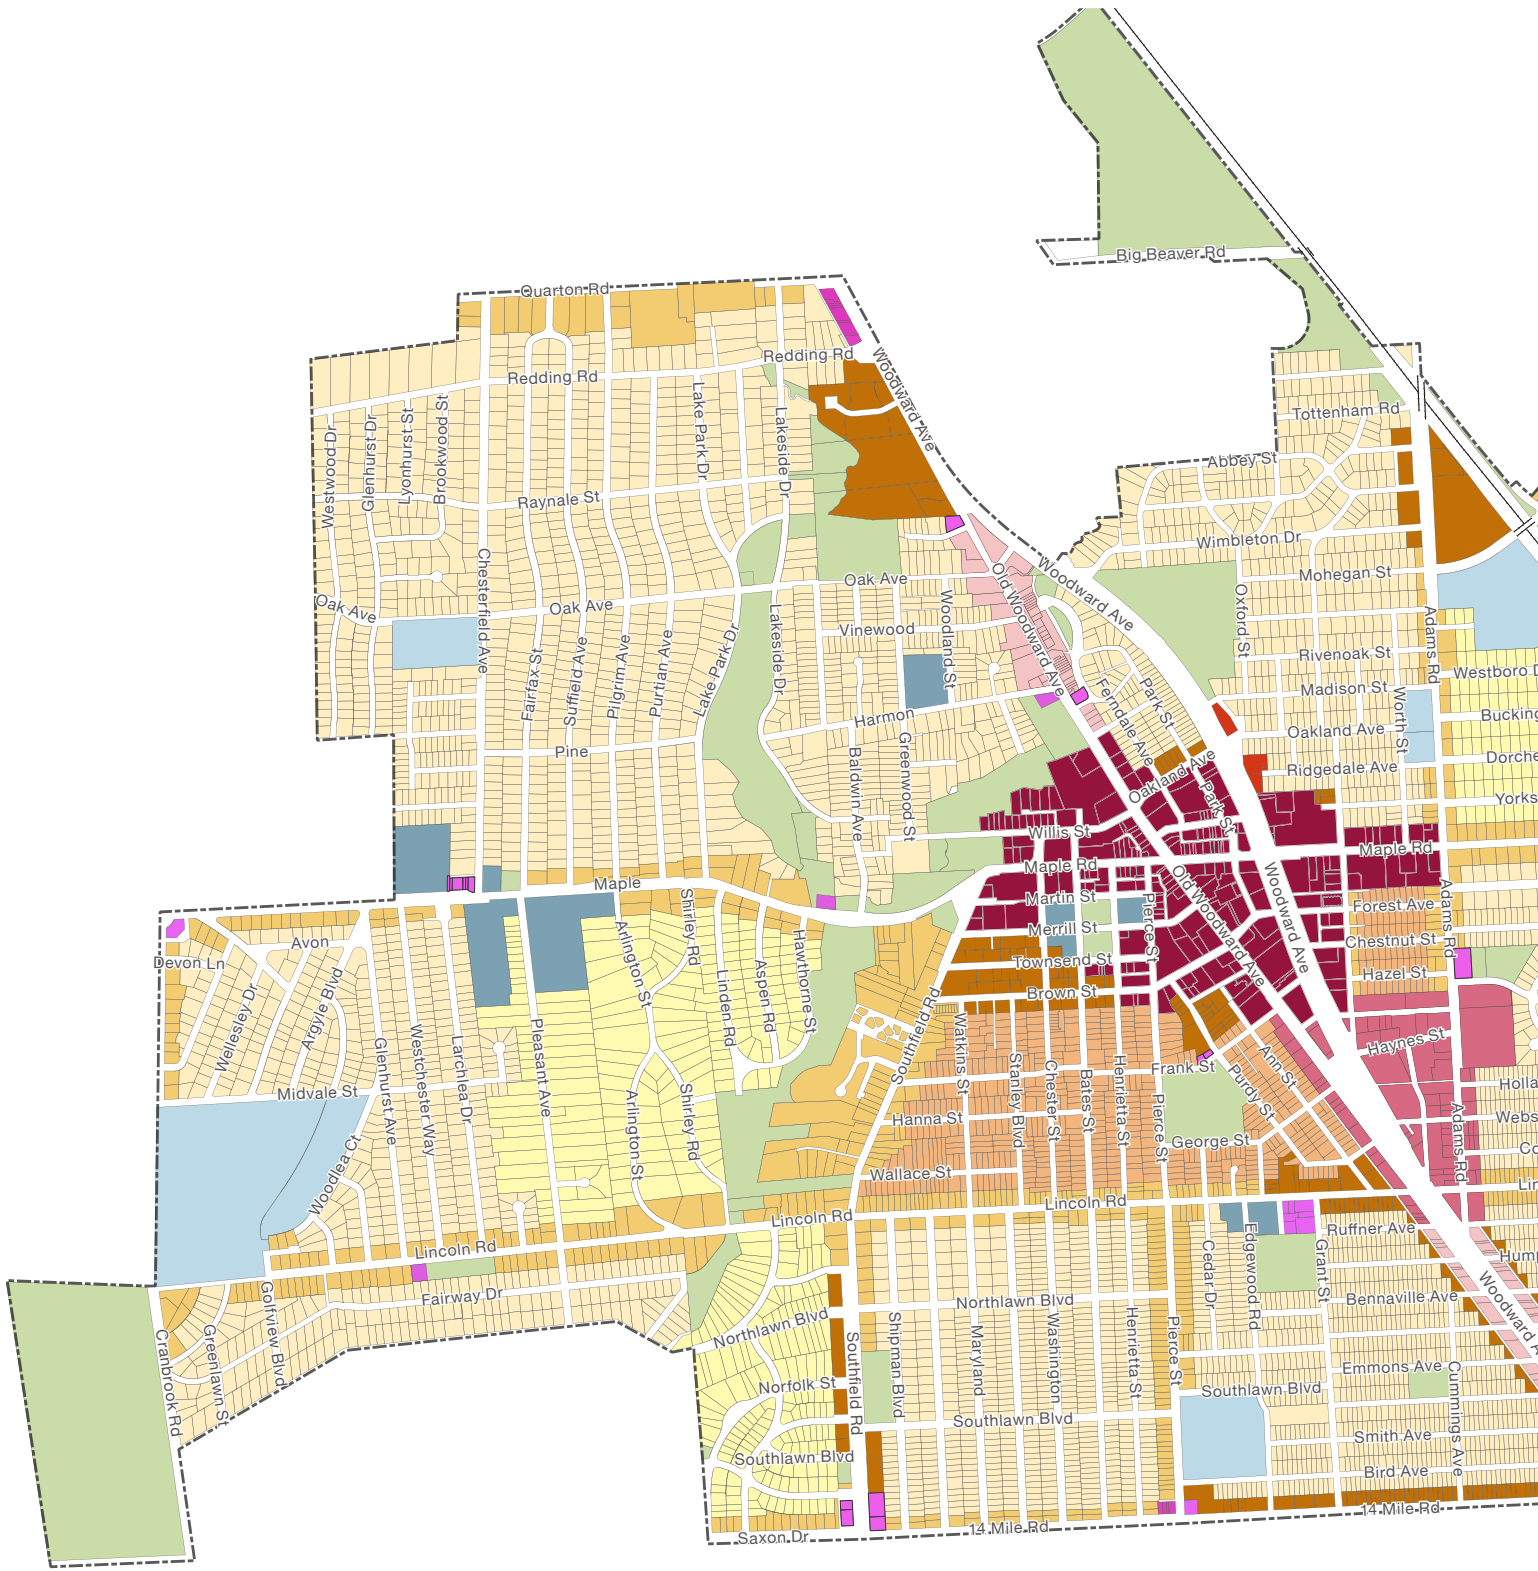 Big Beaver Rd
Quarton Rd
Redding Rd
Redding Rd
Woodward Ave
Tottenham Rd
Abbey St
Westwood Dr
Glenhurst Dr
Lyonhurst St
Brookwood St
Lake Park Dr
Lakeside Dr
Raynale St
Wimbleton Dr
Mohegan St
Chesterfield Ave
Oak Ave
Oak Ave
Oak Ave
Old Woodward Ave
Woodward Ave
Vinewood
Woodland St
Lakeside Dr
Oxford St
Adams Rd
Rivenoak St
Westboro D
Fairfax St
Suffield Ave
Pilgrim Ave
Purtian Ave
Lake Park Dr
Madison St
Worth St
Harmon
Ferndale Ave
Park St
Bucking
Oakland Ave
Pine
Baldwin Ave
Greenwood St
Oakland Ave
Ridgedale Ave
Dorche
Park St
Yorks
Willis St
Maple Rd
Maple Rd
Maple
Martin St
Pierce St
Old Woodward Ave
Woodward Ave
Forest Ave
Adams Rd
Merrill St
Chestnut St
Avon
Devon Ln
Arlington St
Shirley Rd
Linden Rd
Aspen Rd
Hawthorne St
Townsend St
Hazel St
Brown St
Wellesley Dr
Argyle Blvd
Southfield Rd
Glenhurst Ave
Westchester Way
Larchlea Dr
Pleasant Ave
Watkins St
Stanley Blvd
Chester St
Bates St
Henrietta St
Frank St
Ann St
Purdy St
Haynes St
Midvale St
Arlington St
Shirley Rd
Pierce St
Holla
Hanna St
Webs
Adams Rd
George St
Co
Woodlea Ct
Wallace St
Lin
Lincoln Rd
Lincoln Rd
Lincoln Rd
Ruffner Ave
Hump
Cedar Dr
Edgewood Rd
Grant St
Woodward A
Golfview Blvd
Fairway Dr
Northlawn Blvd
Northlawn Blvd
Bennaville Ave
Cranbrook Rd
Greenlawn St
Southfield Rd
Shipman Blvd
Maryland
Washington
Henrietta St
Pierce St
Emmons Ave
Cummings Ave
Norfolk St
Southlawn Blvd
Southlawn Blvd
Smith Ave
Southlawn Blvd
Bird Ave
14 Mile Rd
14 Mile Rd
Saxon Dr